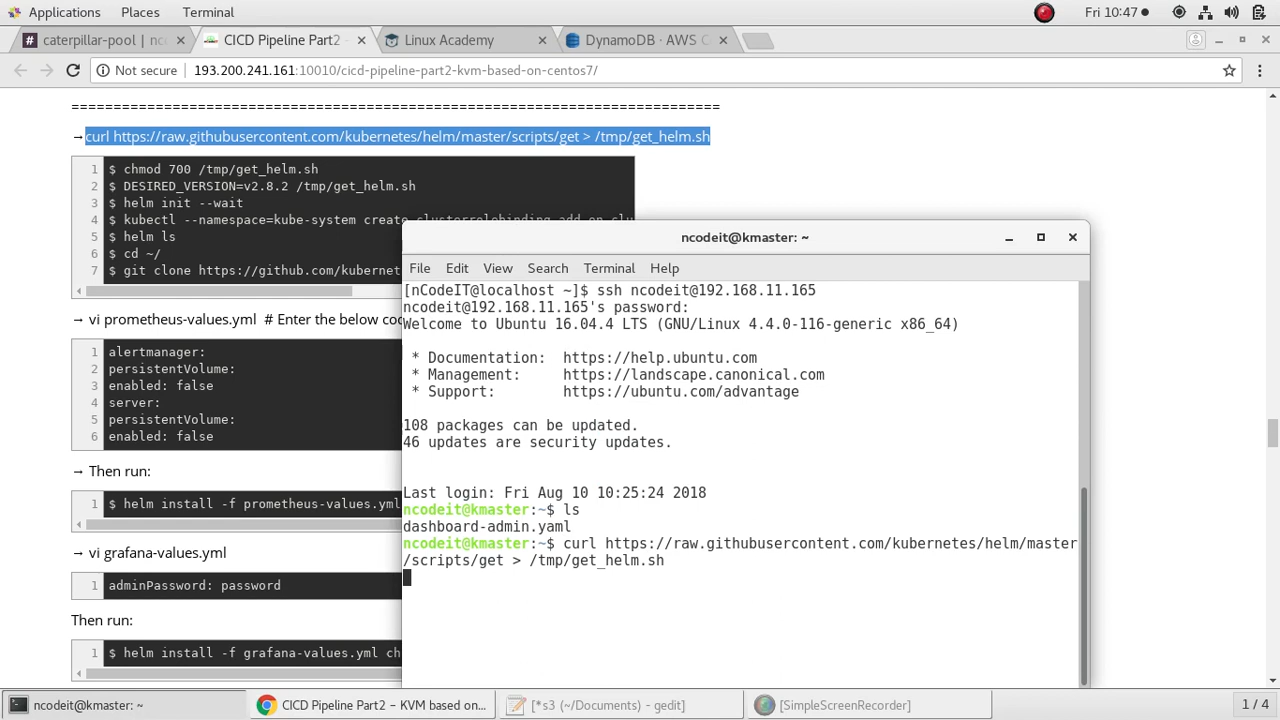 Applications Places Terminal Fri 10:47
caterpillar-pool | nc
CICD Pipeline Part2 -
Linux Academy
DynamoDB · AWS C
Not secure 193.200.241.161:10010/cicd-pipeline-part2-kvm-based-on-centos7/
=============================================================================
→curl https://raw.githubusercontent.com/kubernetes/helm/master/scripts/get > /tmp/get_helm.sh
1 $ chmod 700 /tmp/get_helm.sh
2 $ DESIRED_VERSION=v2.8.2 /tmp/get_helm.sh
3 $ helm init --wait
4 $ kubectl --namespace=kube-system create clusterrolebinding add-on-clu
5 $ helm ls
6 $ cd ~/
7 $ git clone https://github.com/kubernet
→ vi prometheus-values.yml # Enter the below coc
1 alertmanager:
2 persistentVolume:
3 enabled: false
4 server:
5 persistentVolume:
6 enabled: false
→ Then run:
1 $ helm install -f prometheus-values.yml
→ vi grafana-values.yml
1 adminPassword: password
Then run:
1 $ helm install -f grafana-values.yml ch
ncodeit@kmaster: ~
File Edit View Search Terminal Help
[nCodeIT@localhost ~]$ ssh ncodeit@192.168.11.165
ncodeit@192.168.11.165's password:
Welcome to Ubuntu 16.04.4 LTS (GNU/Linux 4.4.0-116-generic x86_64)
* Documentation: https://help.ubuntu.com
* Management: https://landscape.canonical.com
* Support: https://ubuntu.com/advantage
108 packages can be updated.
46 updates are security updates.
Last login: Fri Aug 10 10:25:24 2018
ncodeit@kmaster:~$ ls
dashboard-admin.yaml
ncodeit@kmaster:~$ curl https://raw.githubusercontent.com/kubernetes/helm/master
/scripts/get > /tmp/get_helm.sh
ncodeit@kmaster: ~
CICD Pipeline Part2 – KVM based on...
[*s3 (~/Documents) - gedit]
[SimpleScreenRecorder]
1 / 4